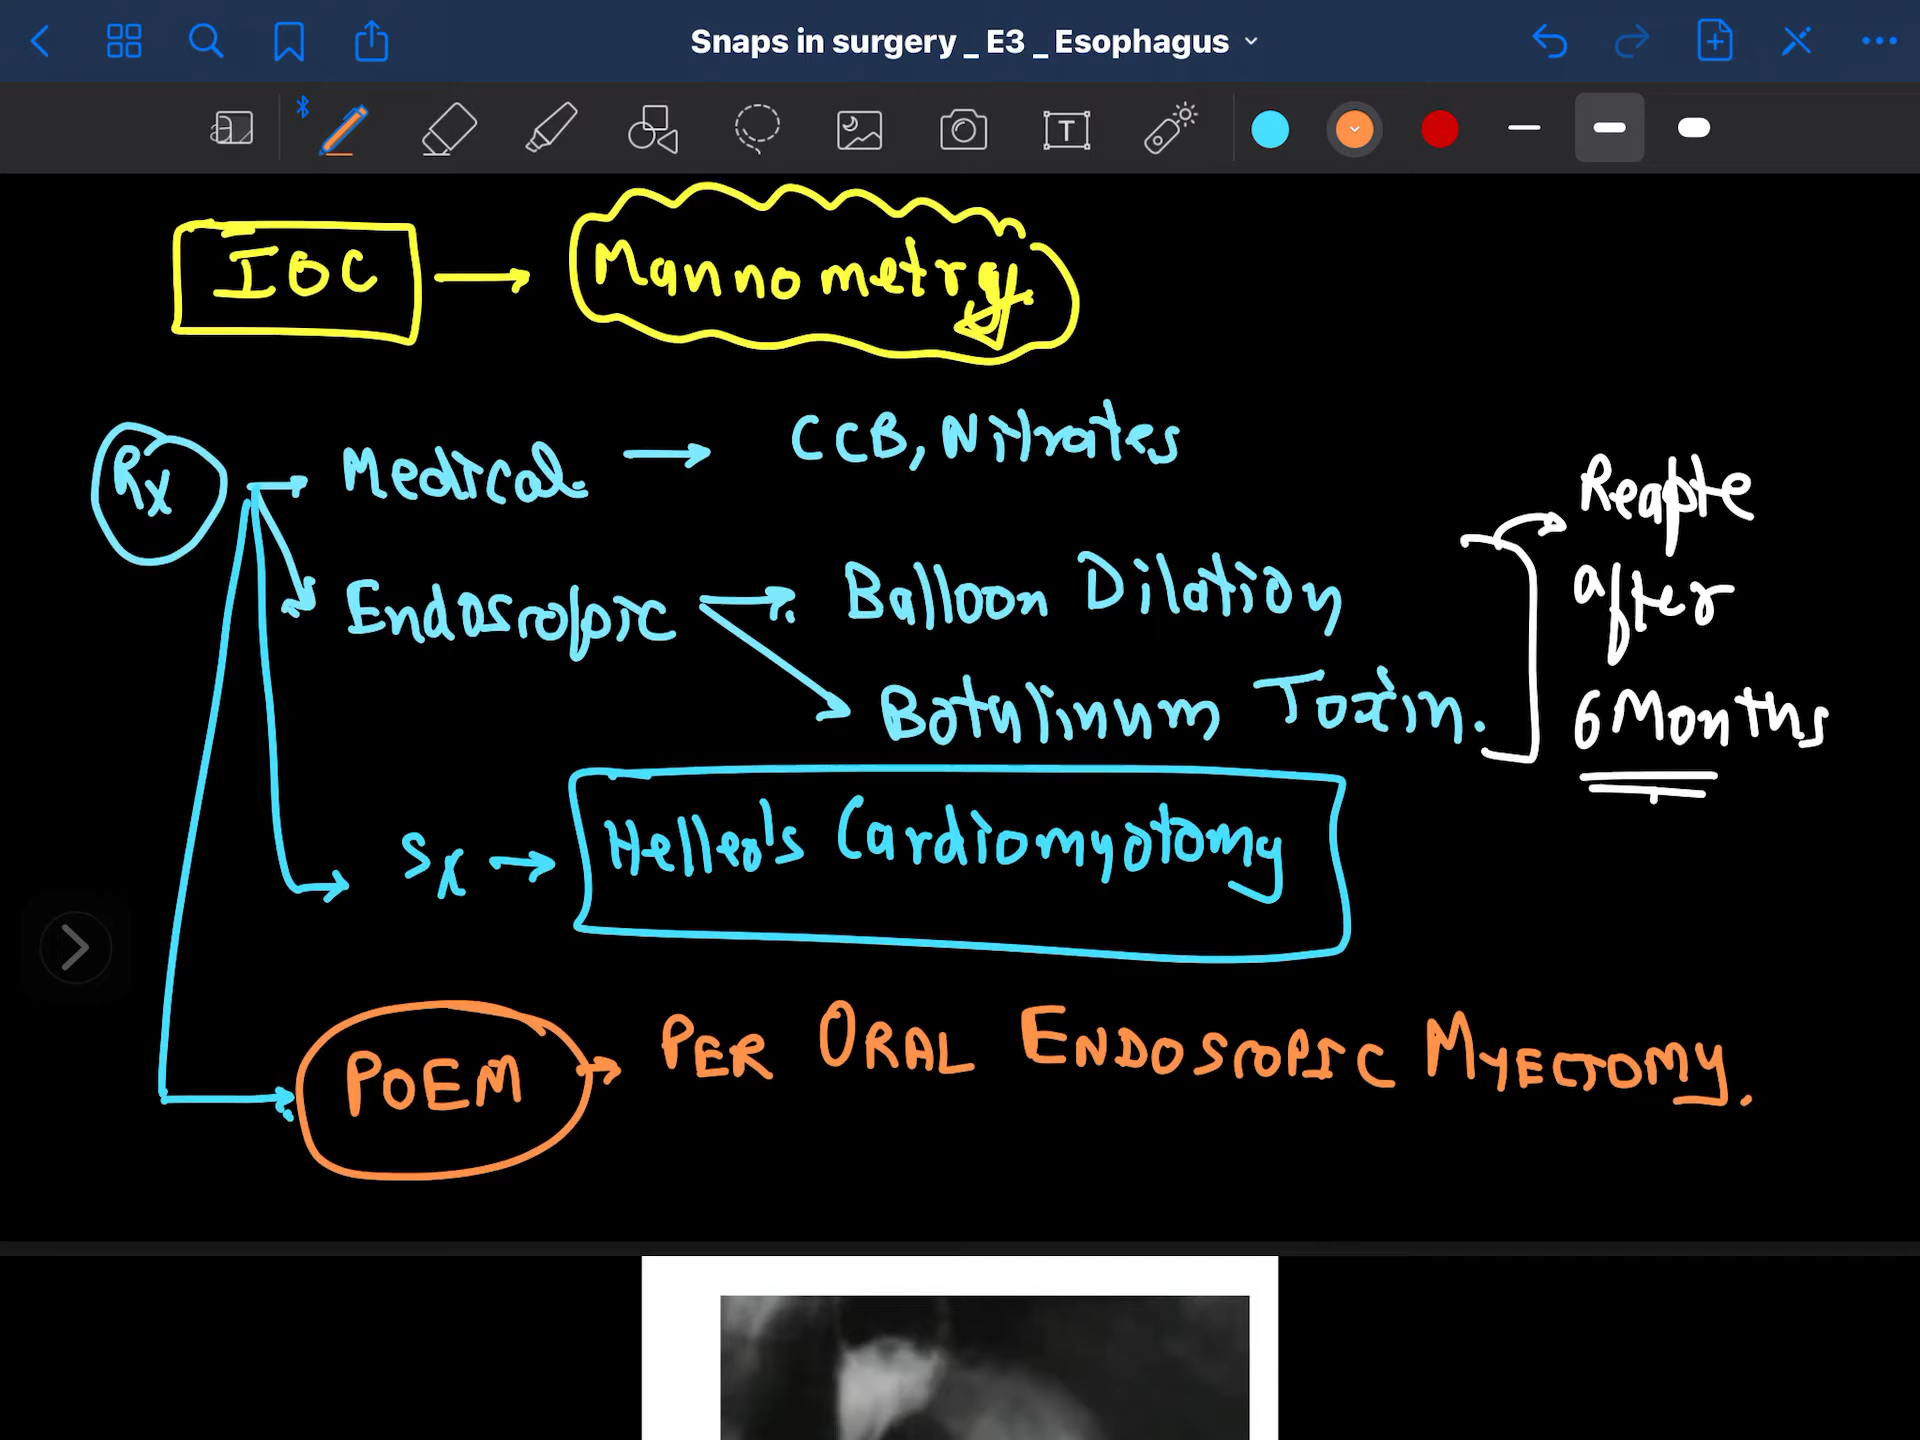 Snaps in surgery _ E3 _ Esophagus
T
IOC → Mannometry
Rx
Medical → CCB, Nitrates
Endoscopic → Balloon Dilation
Botulinum Toxin.
Reapte
after
6 Months
Sx → Heller's Cardiomyotomy
POEM → PER ORAL ENDOSCOPIC MYECTOMY.